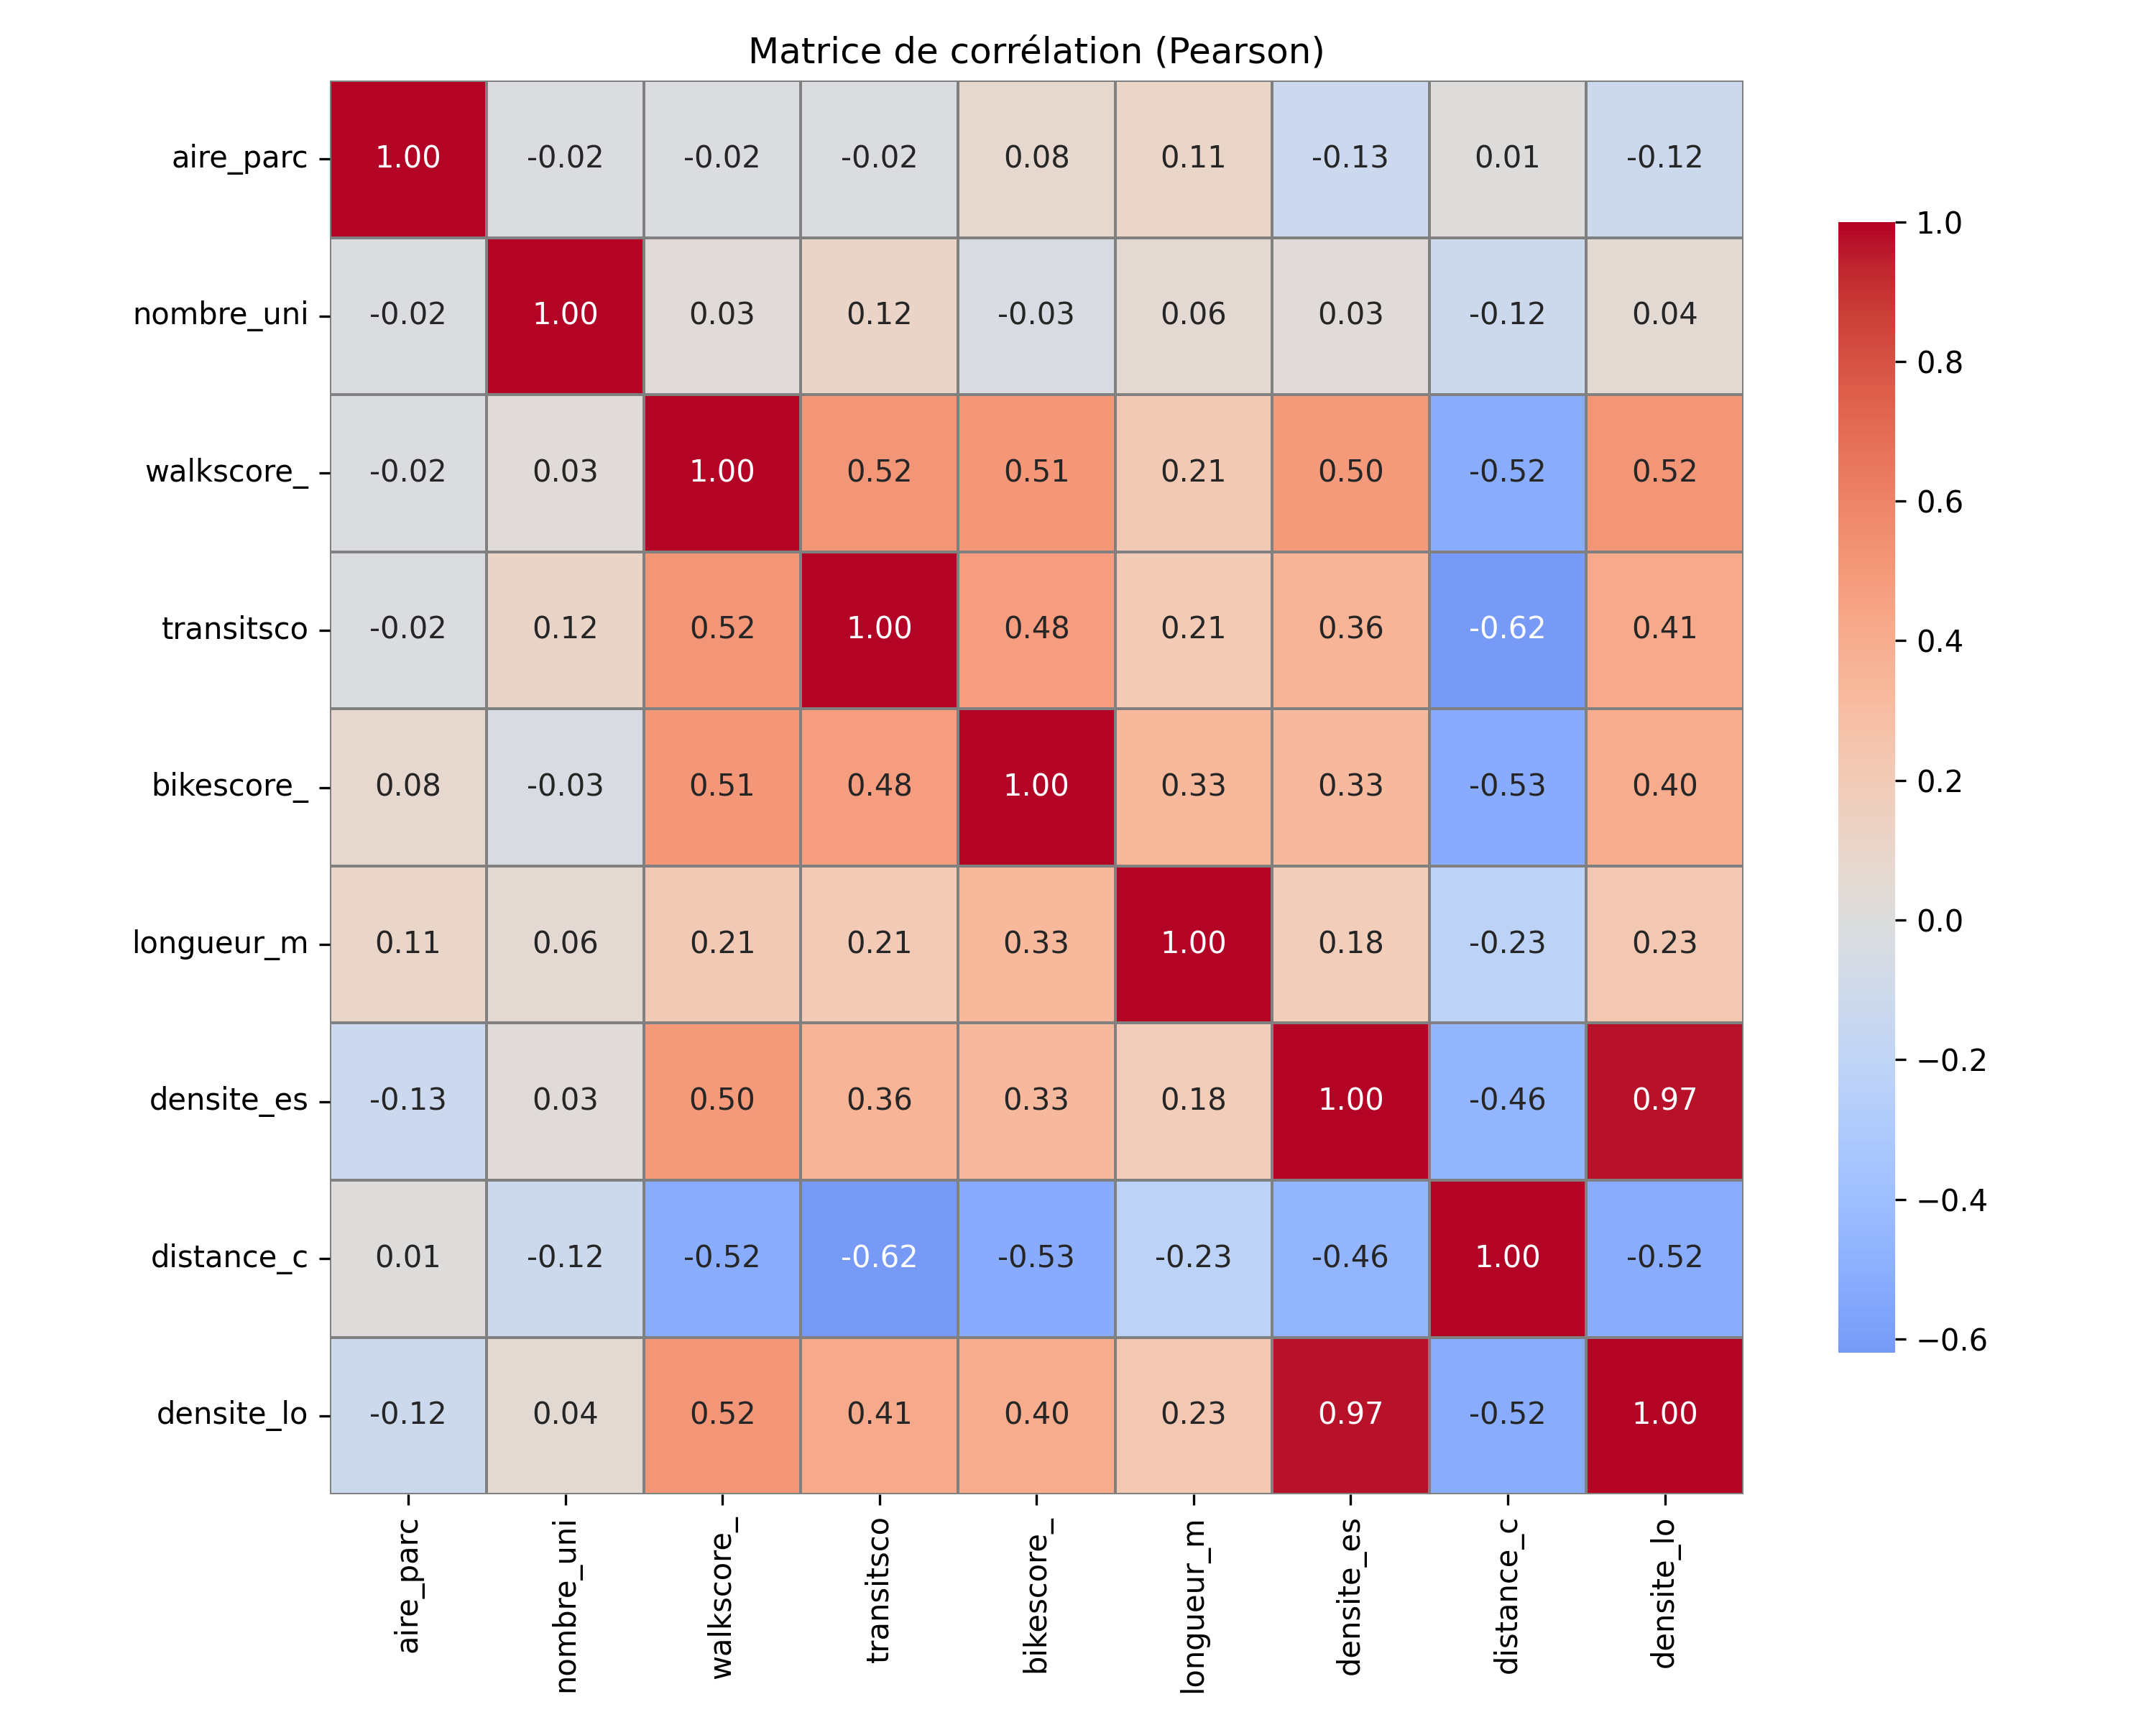 Matrice de corrélation (Pearson)
aire_parc 1.00 -0.02 -0.02 -0.02 0.08 0.11 -0.13 0.01 -0.12
nombre_uni -0.02 1.00 0.03 0.12 -0.03 0.06 0.03 -0.12 0.04
walkscore_ -0.02 0.03 1.00 0.52 0.51 0.21 0.50 -0.52 0.52
transitsco -0.02 0.12 0.52 1.00 0.48 0.21 0.36 -0.62 0.41
bikescore_ 0.08 -0.03 0.51 0.48 1.00 0.33 0.33 -0.53 0.40
longueur_m 0.11 0.06 0.21 0.21 0.33 1.00 0.18 -0.23 0.23
densite_es -0.13 0.03 0.50 0.36 0.33 0.18 1.00 -0.46 0.97
distance_c 0.01 -0.12 -0.52 -0.62 -0.53 -0.23 -0.46 1.00 -0.52
densite_lo -0.12 0.04 0.52 0.41 0.40 0.23 0.97 -0.52 1.00
aire_parc nombre_uni walkscore_ transitsco bikescore_ longueur_m densite_es distance_c densite_lo
1.0
0.8
0.6
0.4
0.2
0.0
−0.2
−0.4
−0.6